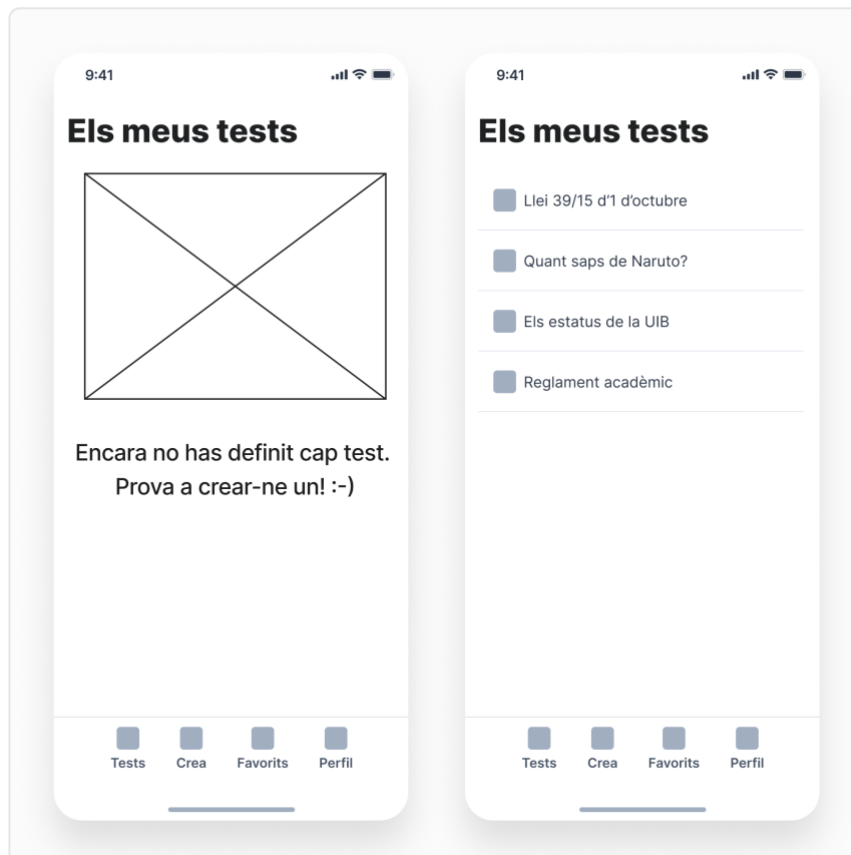 9:41
Els meus tests
Encara no has definit cap test.
Prova a crear-ne un! :-)
Tests
Crea
Favorits
Perfil
9:41
Els meus tests
Llei 39/15 d'1 d'octubre
Quant saps de Naruto?
Els estatus de la UIB
Reglament acadèmic
Tests
Crea
Favorits
Perfil